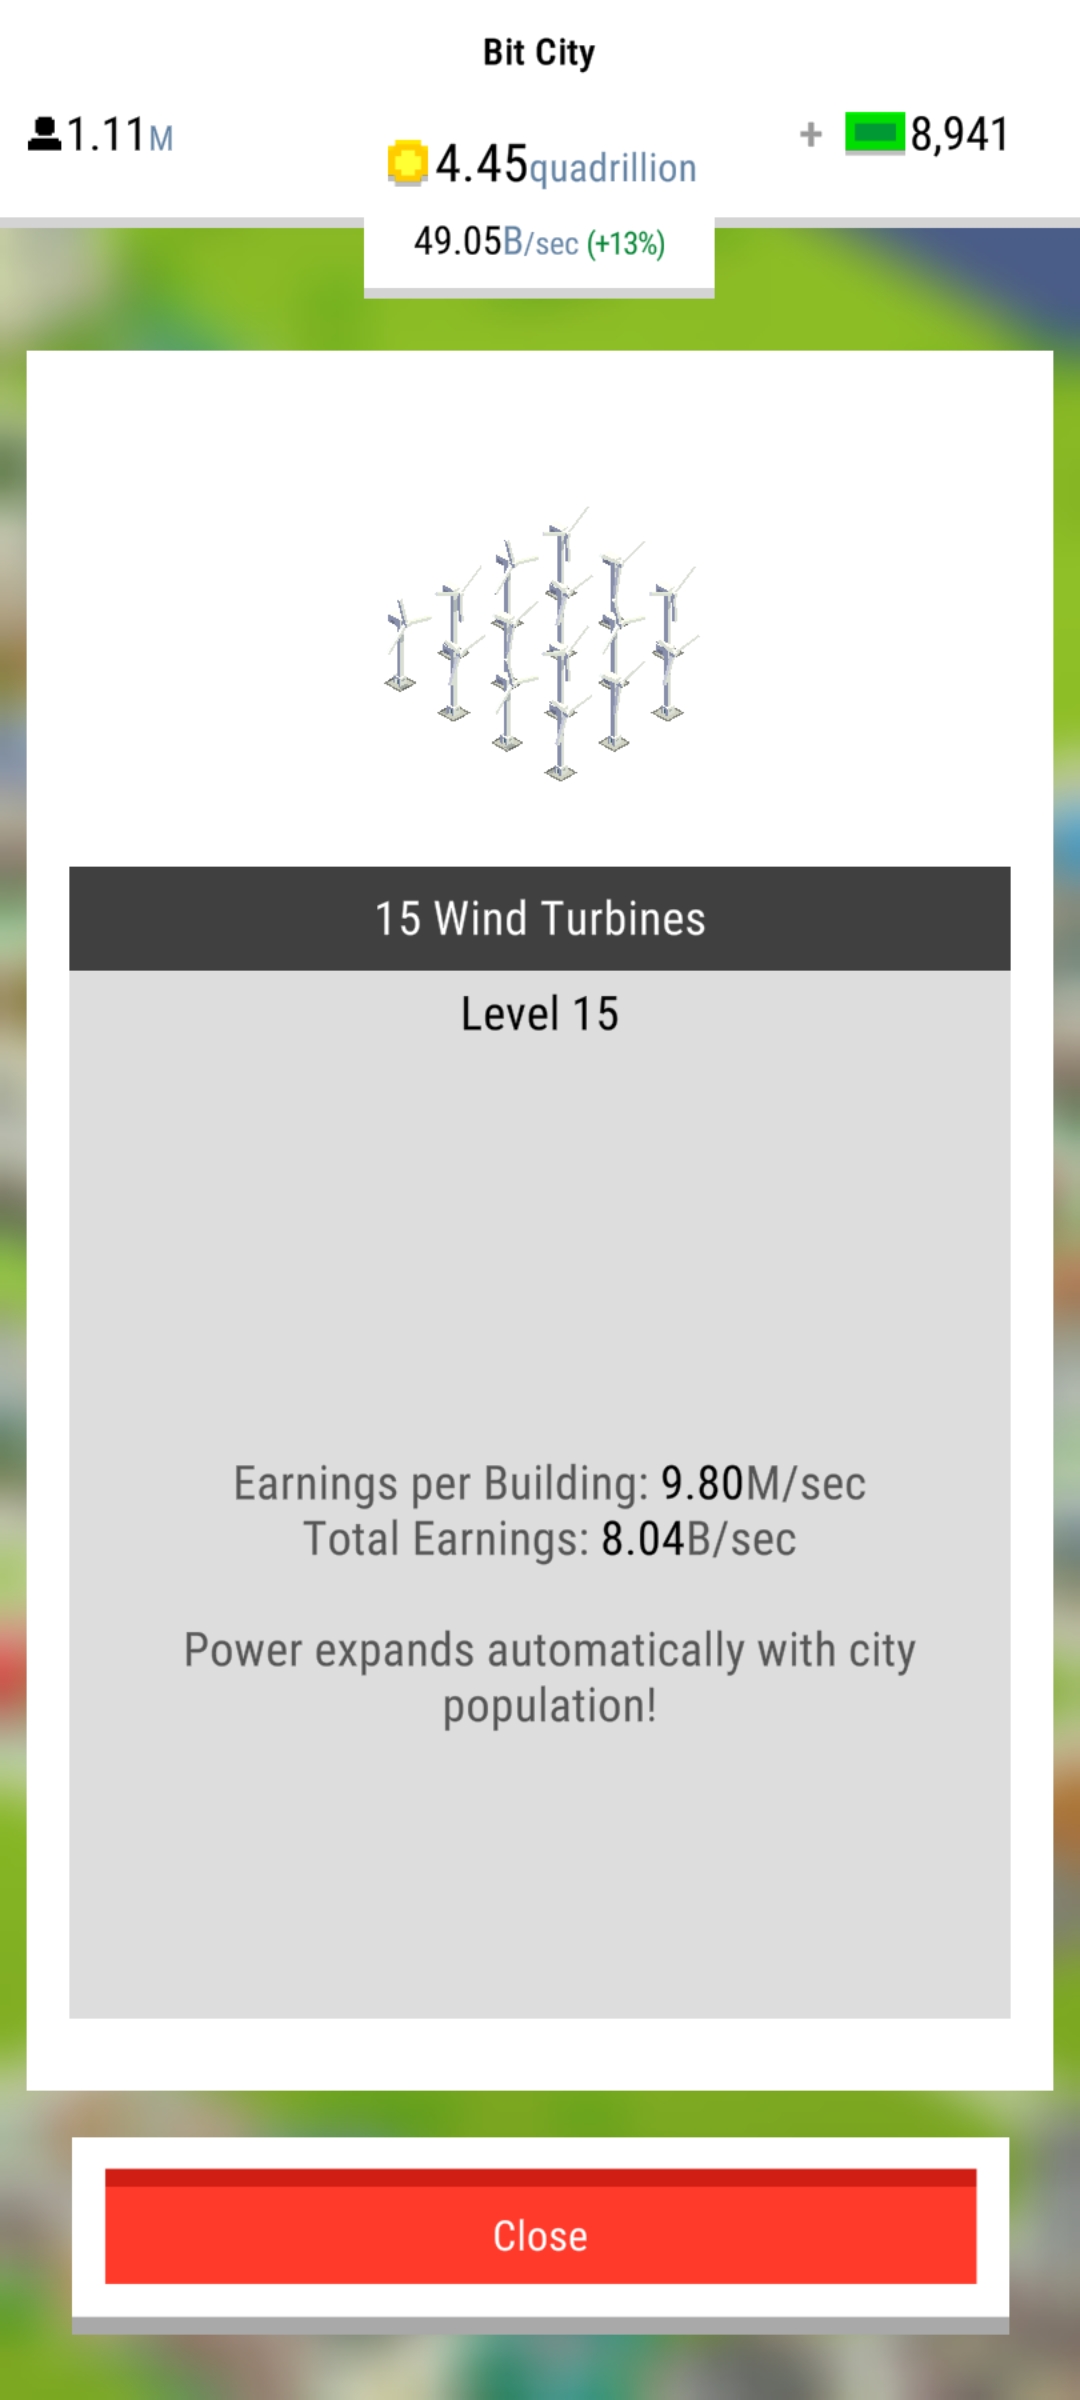 Bit City
1.11M
4.45quadrillion
+ 8,941
49.05B/sec (+13%)
15 Wind Turbines
Level 15
Earnings per Building: 9.80M/sec
Total Earnings: 8.04B/sec
Power expands automatically with city
population!
Close